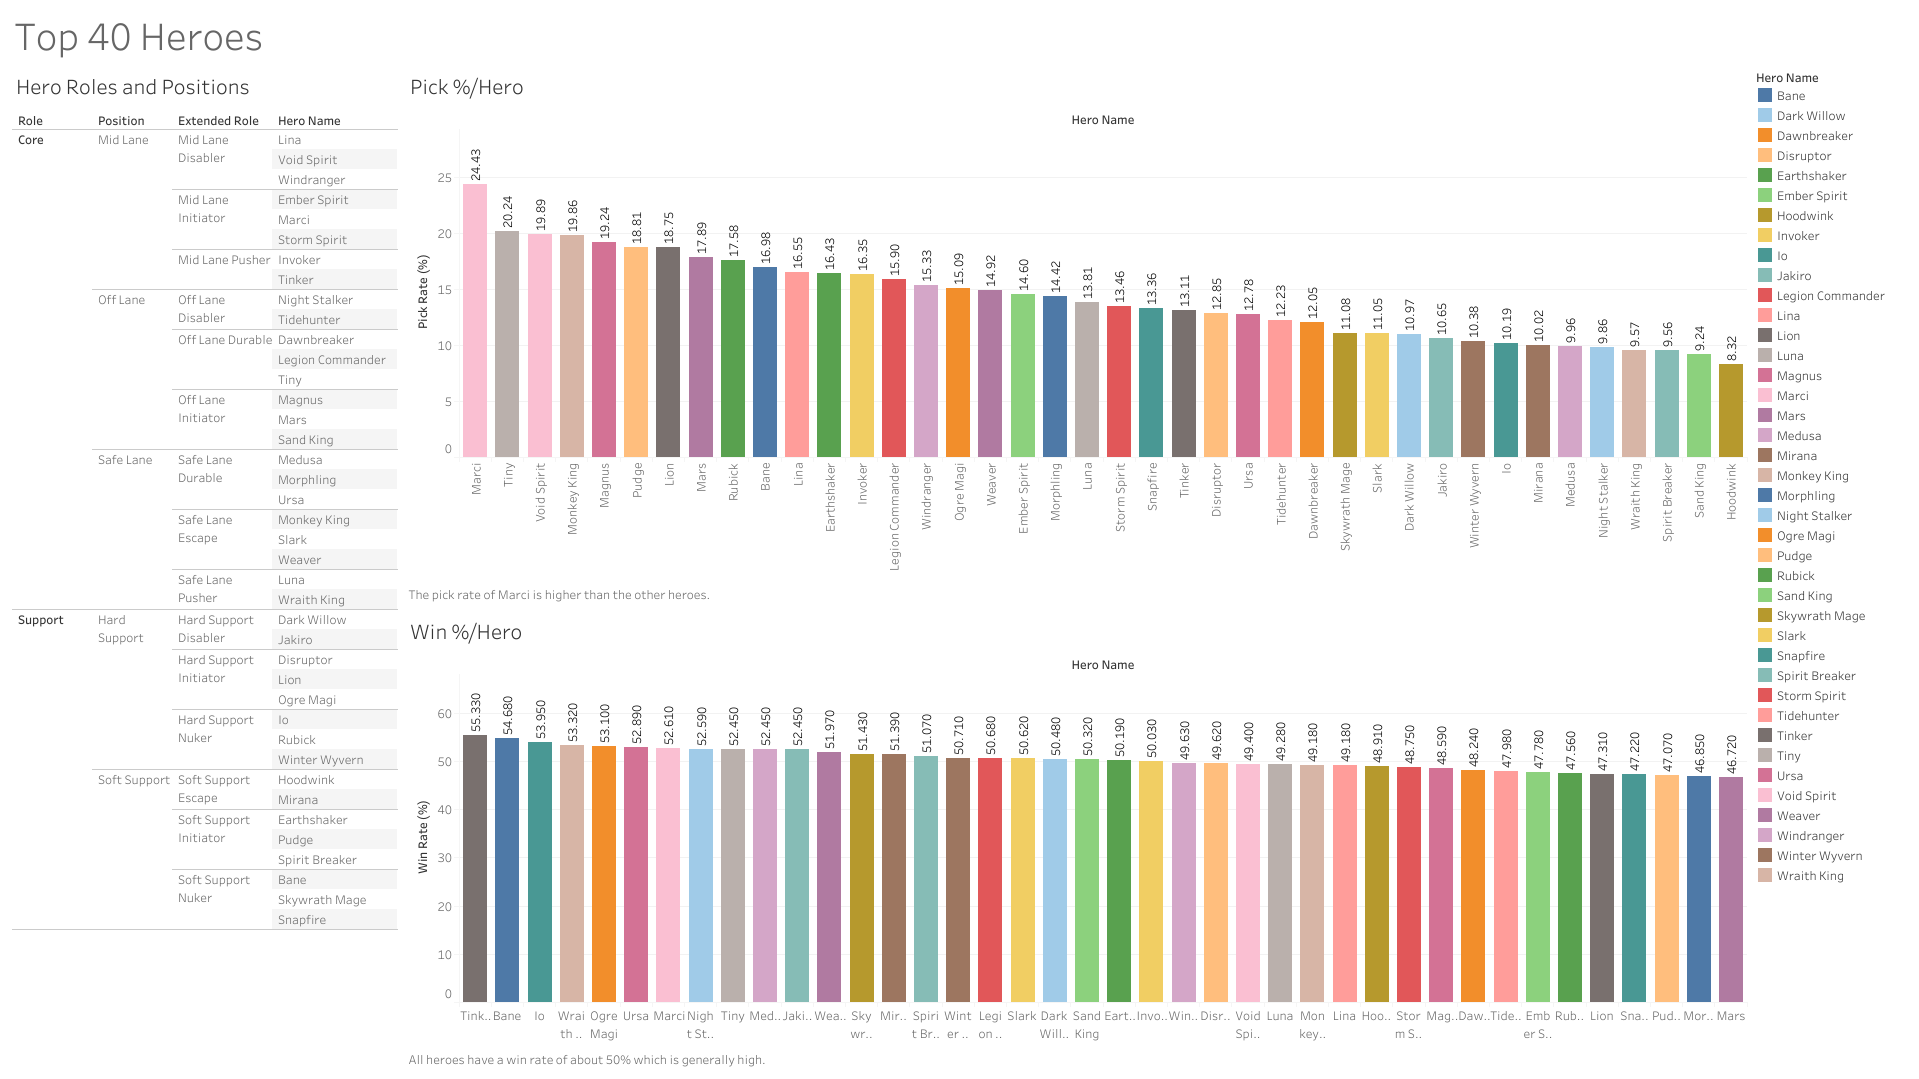 Top 40 Heroes
Hero Roles and Positions
Role Position Extended Role Hero Name
Core Mid Lane Mid Lane Lina
Disabler Void Spirit
Windranger
Mid Lane Ember Spirit
Initiator Marci
Storm Spirit
Mid Lane Pusher Invoker
Tinker
Off Lane Off Lane Night Stalker
Disabler Tidehunter
Off Lane Durable Dawnbreaker
Legion Commander
Tiny
Off Lane Magnus
Initiator Mars
Sand King
Safe Lane Safe Lane Medusa
Durable Morphling
Ursa
Safe Lane Monkey King
Escape Slark
Weaver
Safe Lane Luna
Pusher Wraith King
Support Hard Hard Support Dark Willow
Support Disabler Jakiro
Hard Support Disruptor
Initiator Lion
Ogre Magi
Hard Support Io
Nuker Rubick
Winter Wyvern
Soft Support Soft Support Hoodwink
Escape Mirana
Soft Support Earthshaker
Initiator Pudge
Spirit Breaker
Soft Support Bane
Nuker Skywrath Mage
Snapfire
Pick %/Hero
Hero Name
Pick Rate (%)
25
20
15
10
5
0
24.43 20.24 19.89 19.86 19.24 18.81 18.75 17.89 17.58 16.98 16.55 16.43 16.35 15.90 15.33 15.09 14.92 14.60 14.42 13.81 13.46 13.36 13.11 12.85 12.78 12.23 12.05 11.08 11.05 10.97 10.65 10.38 10.19 10.02 9.96 9.86 9.57 9.56 9.24 8.32
Marci Tiny Void Spirit Monkey King Magnus Pudge Lion Mars Rubick Bane Lina Earthshaker Invoker Legion Commander Windranger Ogre Magi Weaver Ember Spirit Morphling Luna Storm Spirit Snapfire Tinker Disruptor Ursa Tidehunter Dawnbreaker Skywrath Mage Slark Dark Willow Jakiro Winter Wyvern Io Mirana Medusa Night Stalker Wraith King Spirit Breaker Sand King Hoodwink
The pick rate of Marci is higher than the other heroes.
Win %/Hero
Hero Name
Win Rate (%)
60
50
40
30
20
10
0
55.330 54.680 53.950 53.320 53.100 52.890 52.610 52.590 52.450 52.450 52.450 51.970 51.430 51.390 51.070 50.710 50.680 50.620 50.480 50.320 50.190 50.030 49.630 49.620 49.400 49.280 49.180 49.180 48.910 48.750 48.590 48.240 47.980 47.780 47.560 47.310 47.220 47.070 46.850 46.720
Tink.. Bane Io Wrai Ogre Ursa Marci Nigh Tiny Med.. Jaki.. Wea.. Sky Mir.. Spiri Wint Legi Slark Dark Sand Eart.. Invo.. Win.. Disr.. Void Luna Mon Lina Hoo.. Stor Mag.. Daw.. Tide.. Emb Rub.. Lion Sna.. Pud.. Mor.. Mars
th .. Magi t St.. wr.. t Br.. er .. on .. Will.. King Spi.. key.. m S.. er S..
All heroes have a win rate of about 50% which is generally high.
Hero Name
Bane
Dark Willow
Dawnbreaker
Disruptor
Earthshaker
Ember Spirit
Hoodwink
Invoker
Io
Jakiro
Legion Commander
Lina
Lion
Luna
Magnus
Marci
Mars
Medusa
Mirana
Monkey King
Morphling
Night Stalker
Ogre Magi
Pudge
Rubick
Sand King
Skywrath Mage
Slark
Snapfire
Spirit Breaker
Storm Spirit
Tidehunter
Tinker
Tiny
Ursa
Void Spirit
Weaver
Windranger
Winter Wyvern
Wraith King